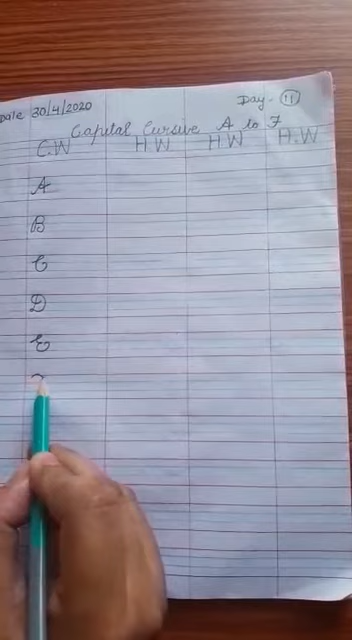 Date 30/4/2020
Day - 11
Capital Cursive A to F
C.W H.W H.W H.W
A
B
C
D
E